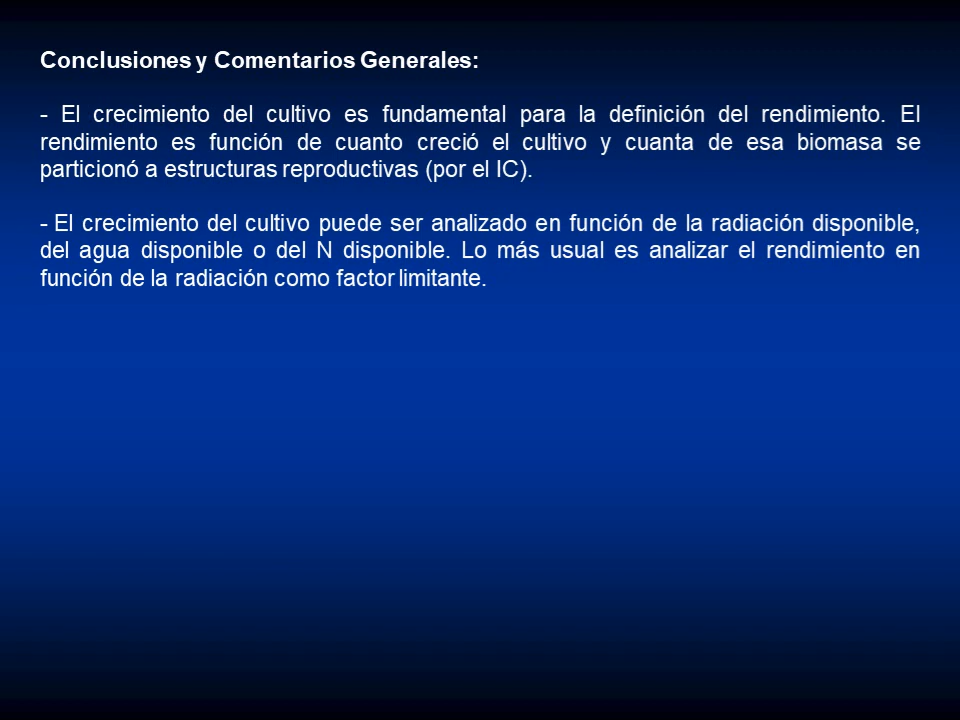 Conclusiones y Comentarios Generales:
- El crecimiento del cultivo es fundamental para la definición del rendimiento. El
rendimiento es función de cuanto creció el cultivo y cuanta de esa biomasa se
particionó a estructuras reproductivas (por el IC).
- El crecimiento del cultivo puede ser analizado en función de la radiación disponible,
del agua disponible o del N disponible. Lo más usual es analizar el rendimiento en
función de la radiación como factor limitante.